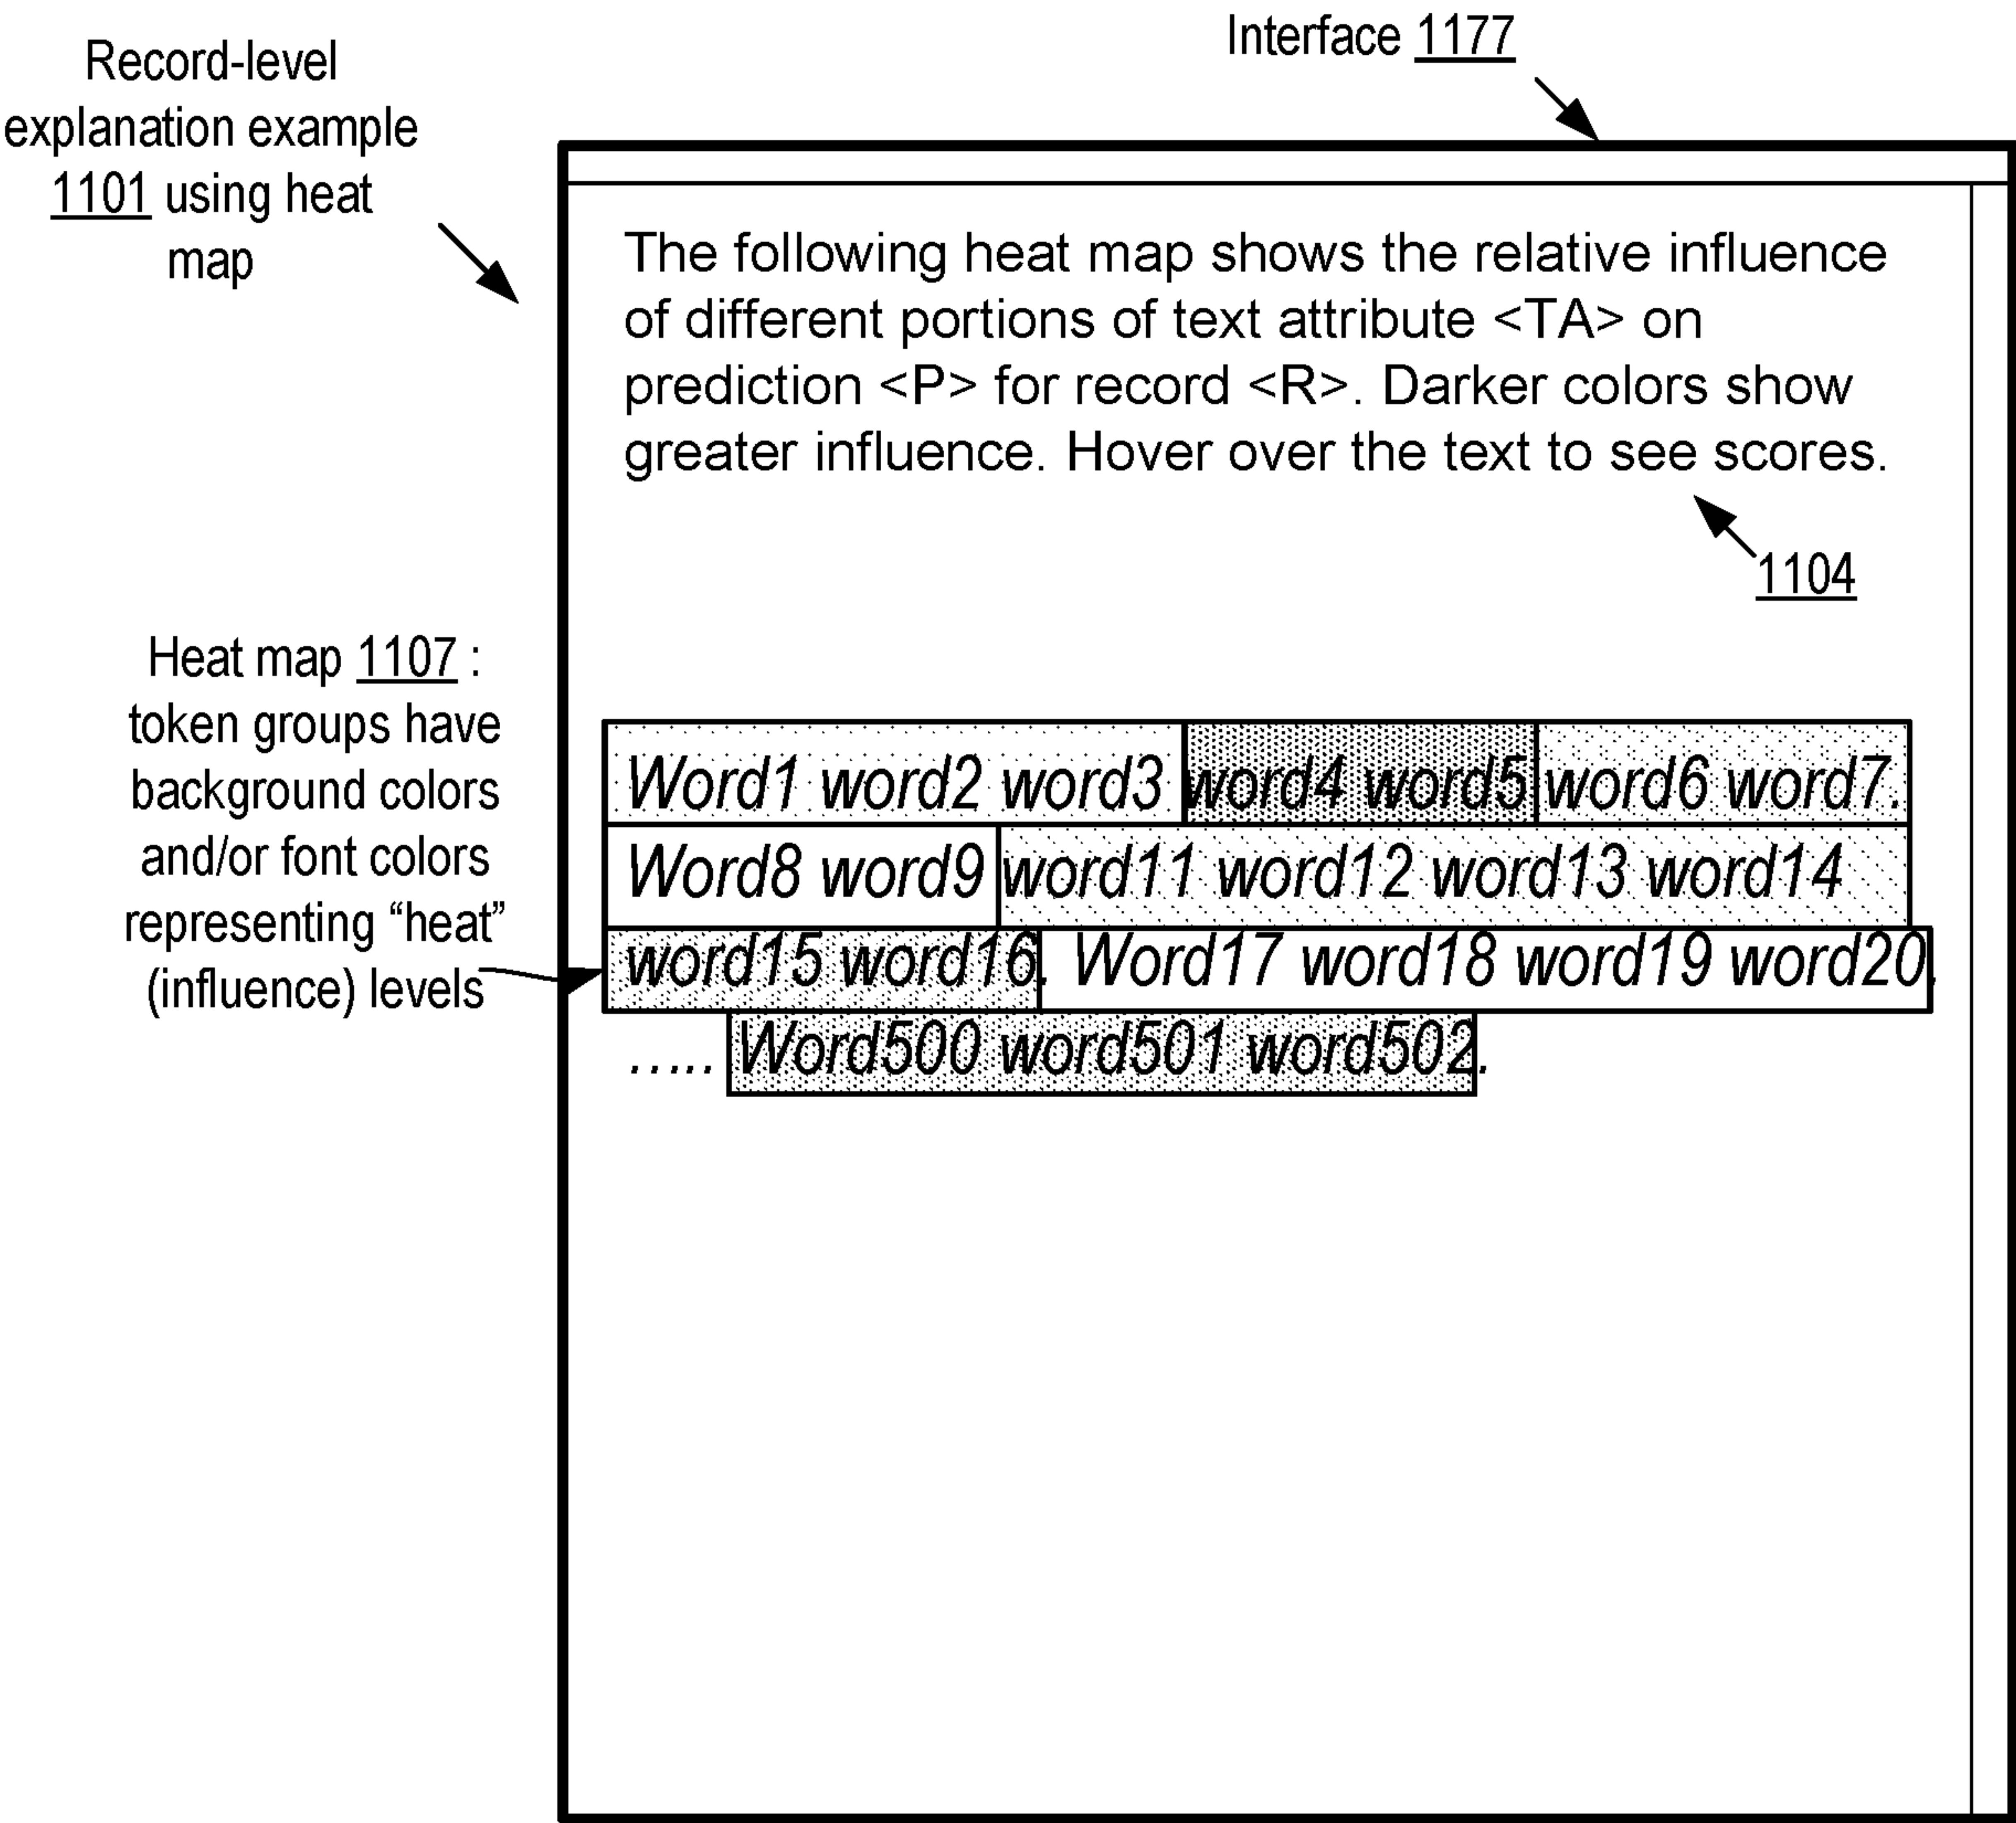 Record-level
explanation example
1101 using heat
map
Interface 1177
The following heat map shows the relative influence
of different portions of text attribute <TA> on
prediction <P> for record <R>. Darker colors show
greater influence. Hover over the text to see scores.
1104
Heat map 1107 :
token groups have
background colors
and/or font colors
representing “heat”
(influence) levels
Word1 word2 word3 word4 word5 word6 word7.
Word8 word9 word11 word12 word13 word14
word15 word16. Word17 word18 word19 word20.
..... Word500 word501 word502.